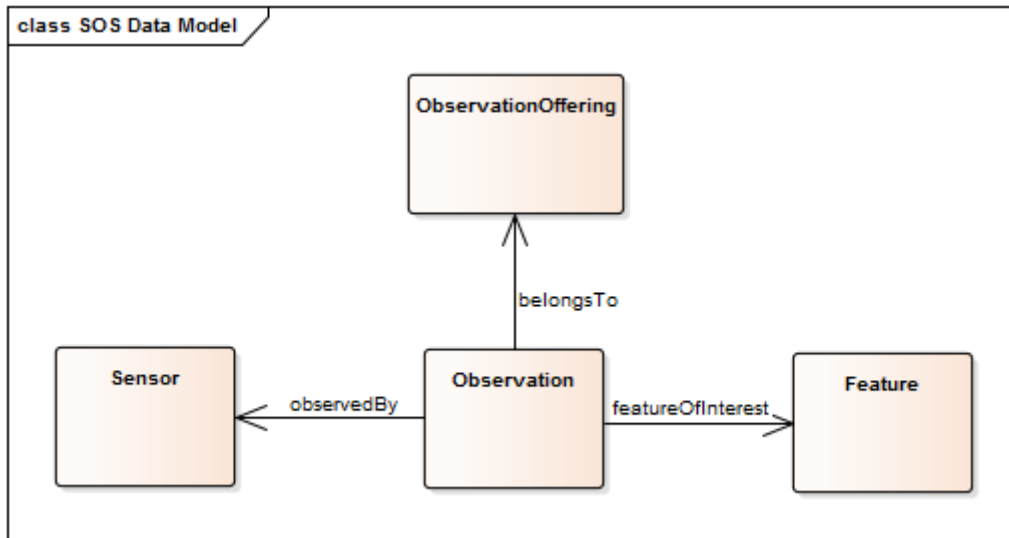 class SOS Data Model
ObservationOffering
belongsTo
Sensor
observedBy
Observation
featureOfInterest
Feature